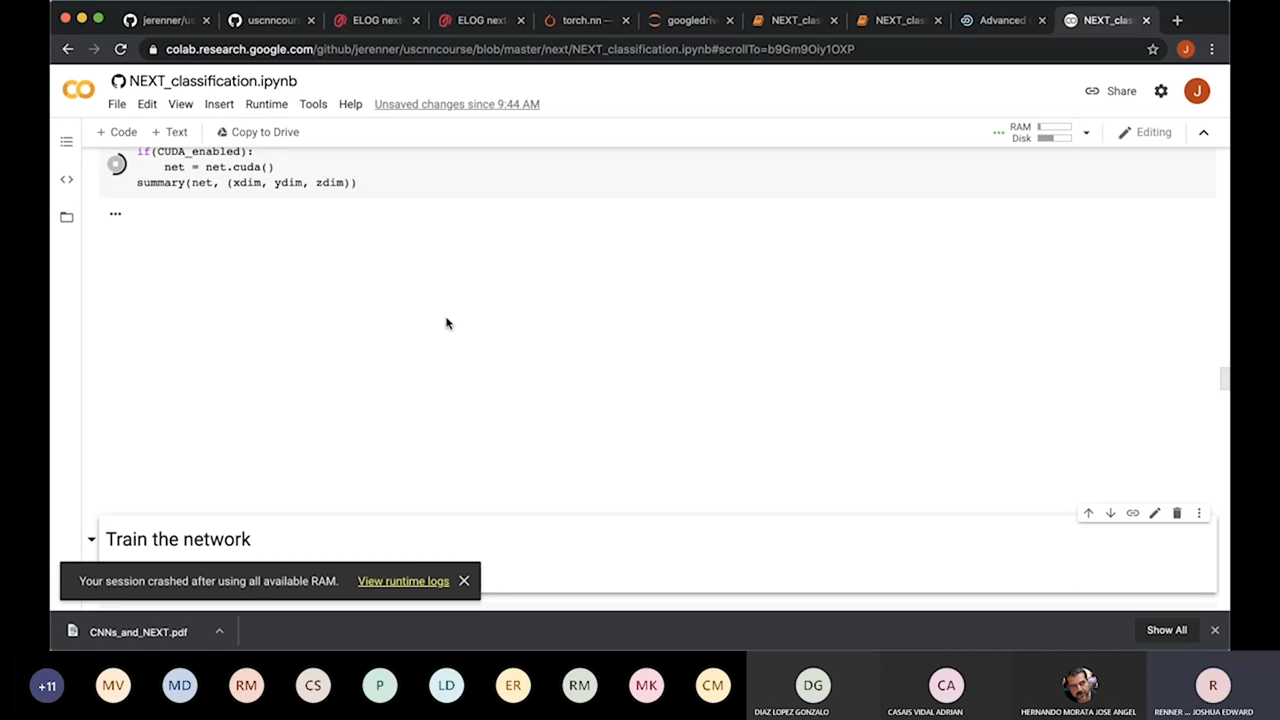 jerenner/us
uscnncour
ELOG next
ELOG next
torch.nn —
googledriv
NEXT_clas
NEXT_clas
Advanced
NEXT_clas
colab.research.google.com/github/jerenner/uscnncourse/blob/master/next/NEXT_classification.ipynb#scrollTo=b9Gm9Oiy1OXP
J
NEXT_classification.ipynb
File Edit View Insert Runtime Tools Help Unsaved changes since 9:44 AM
Share
J
+ Code + Text Copy to Drive
RAM
Disk
Editing
if(CUDA_enabled):
net = net.cuda()
summary(net, (xdim, ydim, zdim))
...
Train the network
Your session crashed after using all available RAM. View runtime logs
CNNs_and_NEXT.pdf
Show All
+11 MV MD RM CS P LD ER RM MK CM DG CA R
DIAZ LOPEZ GONZALO
CASAIS VIDAL ADRIAN
HERNANDO MORATA JOSE ANGEL
RENNER ... JOSHUA EDWARD